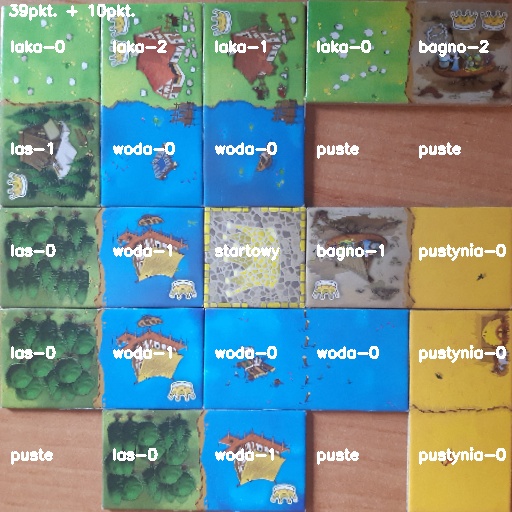 39pkt. + 10pkt.
laka-0 laka-2 laka-1 laka-0 bagno-2
las-1 woda-0 woda-0 puste puste
las-0 woda-1 startowy bagno-1 pustynia-0
las-0 woda-1 woda-0 woda-0 pustynia-0
puste las-0 woda-1 puste pustynia-0